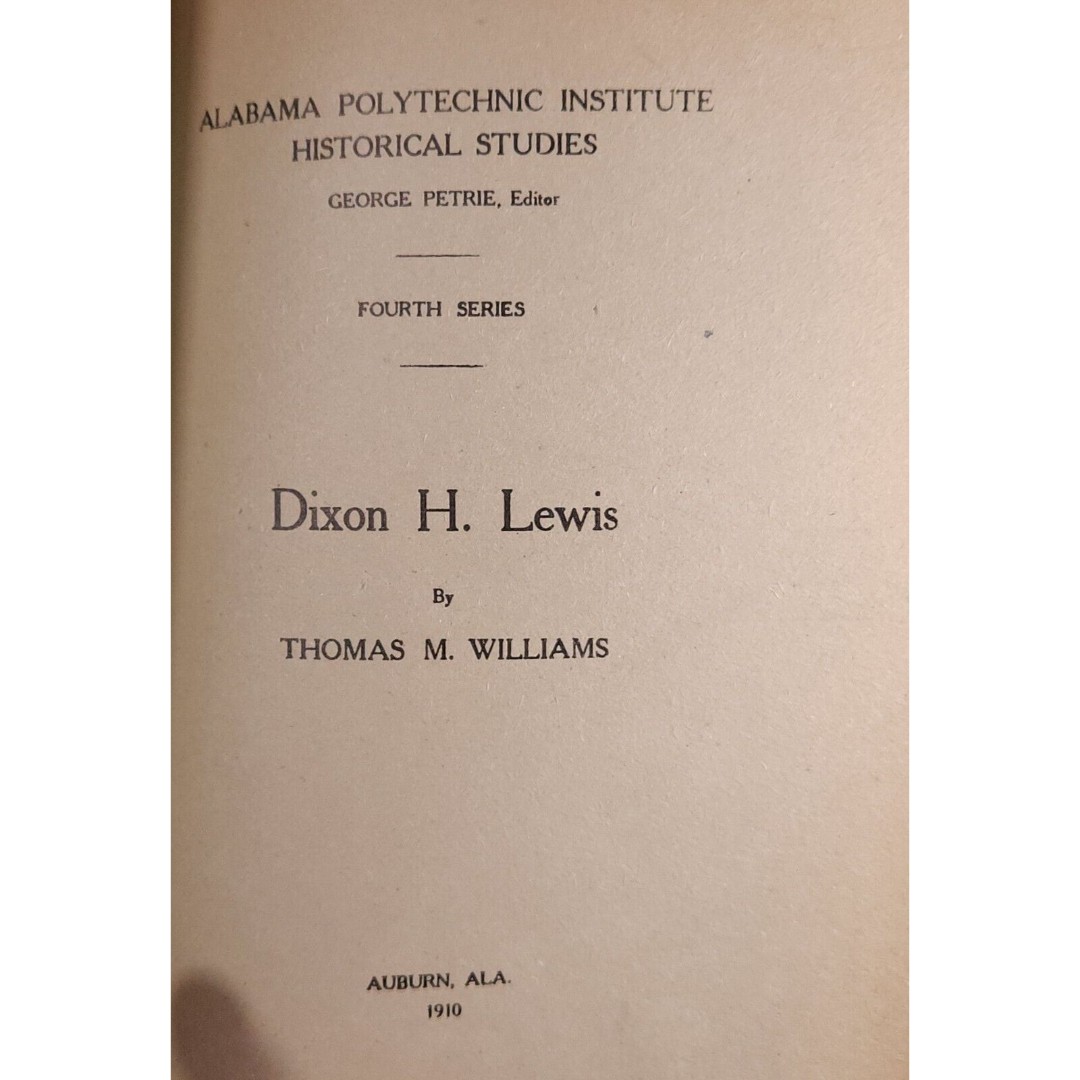 ALABAMA POLYTECHNIC INSTITUTE
HISTORICAL STUDIES
GEORGE PETRIE, Editor
FOURTH SERIES
Dixon H. Lewis
By
THOMAS M. WILLIAMS
AUBURN, ALA.
1910